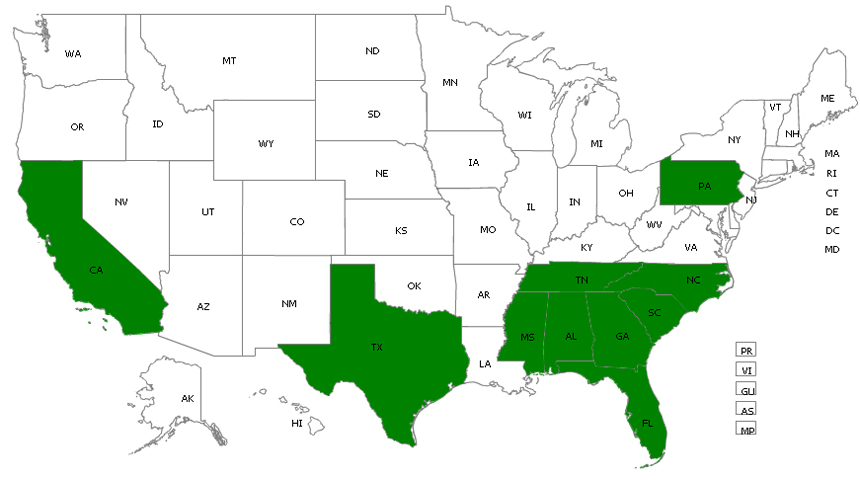 WA
MT
ND
MN
OR
ID
WY
SD
WI
MI
NY
VT
NH
ME
MA
RI
CT
DE
DC
MD
NV
UT
CO
NE
IA
IL
IN
OH
PA
NJ
WV
VA
KY
KS
MO
CA
AZ
NM
OK
AR
TN
NC
SC
TX
LA
MS
AL
GA
FL
AK
HI
PR
VI
GU
AS
MP